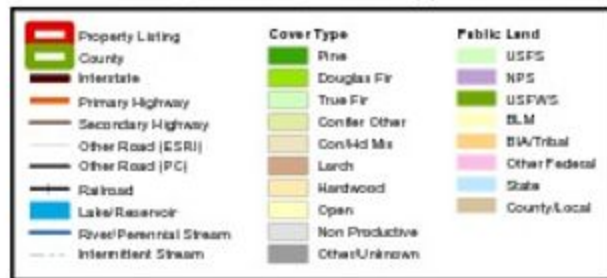 Property Listing
County
Interstate
Primary Highway
Secondary Highway
Other Road (ESRI)
Other Road (PC)
Railroad
Lake/Reservoir
River/Perennial Stream
Intermittent Stream
Cover Type
Pine
Douglas Fir
True Fir
Conifer Other
Con/Hd Mix
Larch
Hardwood
Open
Non Productive
Other/Unknown
Public Land
USFS
NPS
USFWS
BLM
BIA/Tribal
Other Federal
State
County/Local